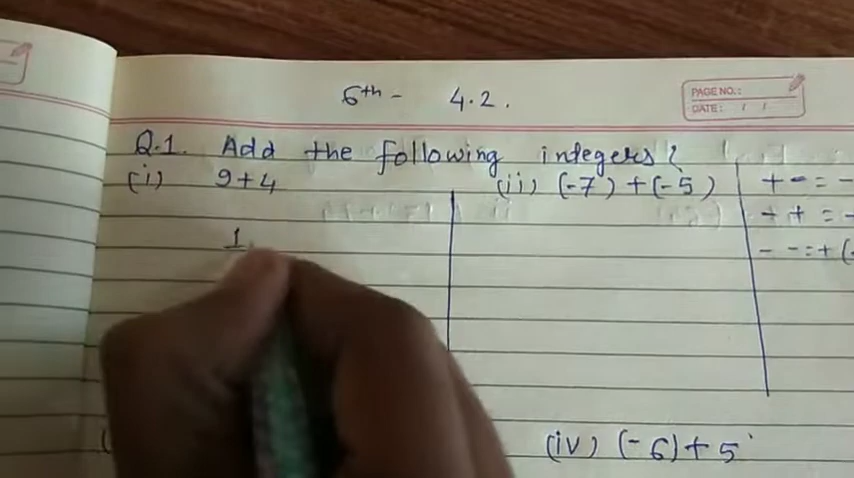 6th - 4.2.
PAGE NO.:
DATE: / /
Q.1. Add the following integers?
(i) 9+4 (ii) (-7) + (-5)
+ - = -
+ + =
- - = + (
1
(iv) (-6) + 5